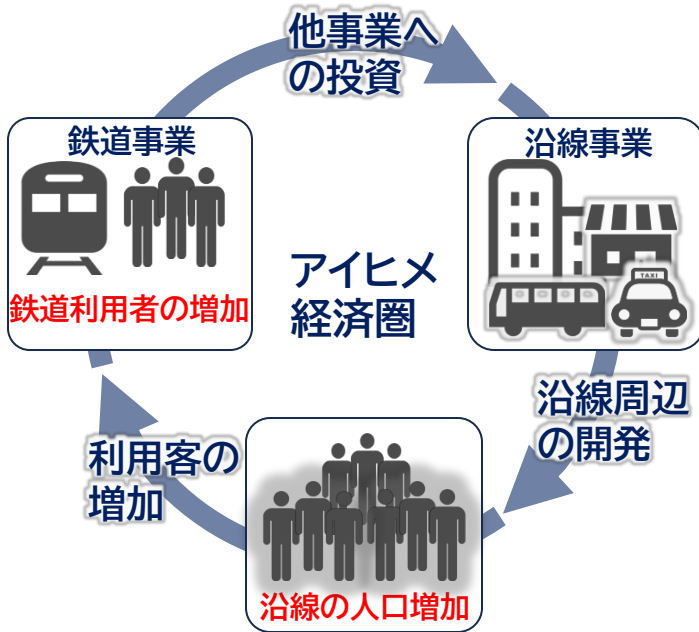 他事業へ
の投資
鉄道事業
鉄道利用者の増加
沿線事業
TAXI
アイヒメ
経済圏
沿線周辺
の開発
利用客の
増加
沿線の人口増加